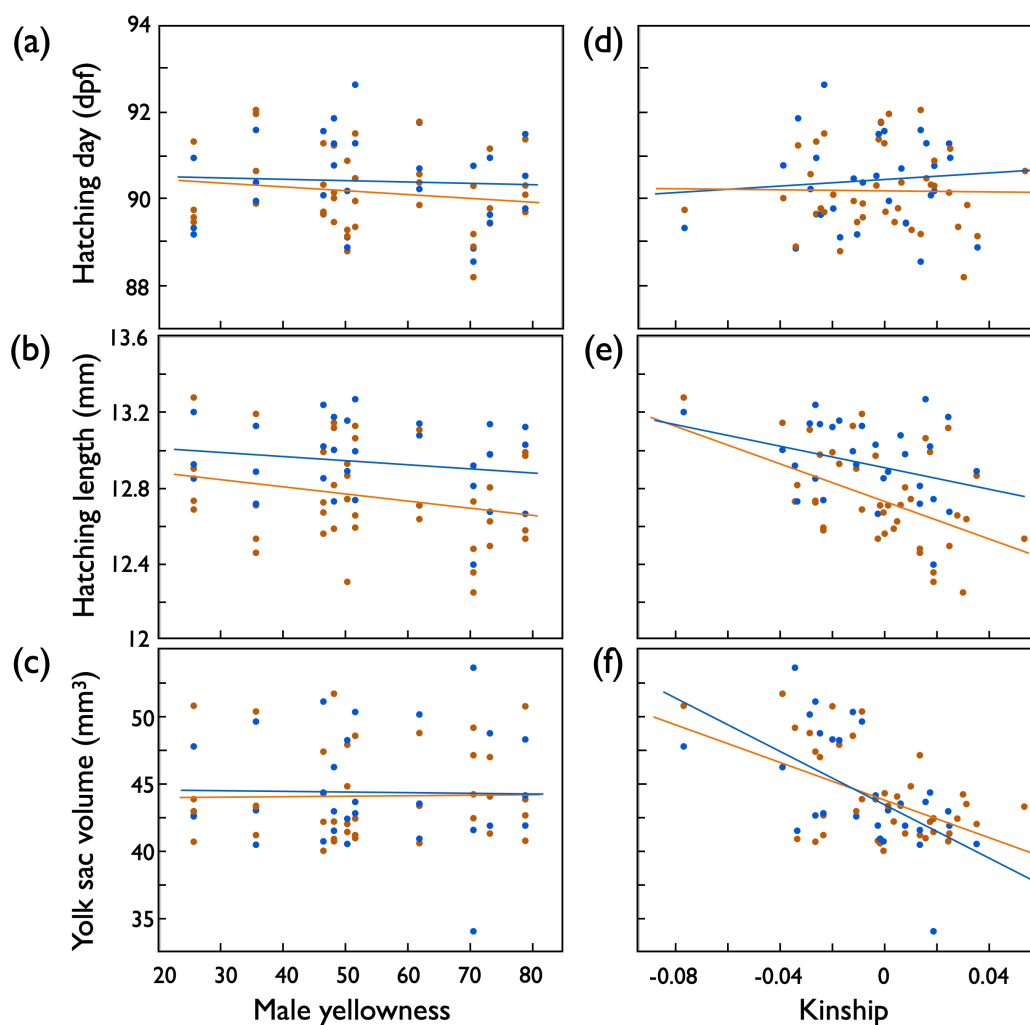 (a)
Hatching day (dpf)
94
92
90
88
(d)
(b)
Hatching length (mm)
13.6
13.2
12.8
12.4
12
(e)
(c)
Yolk sac volume (mm³)
50
45
40
35
20 30 40 50 60 70 80
Male yellowness
(f)
-0.08 -0.04 0 0.04
Kinship